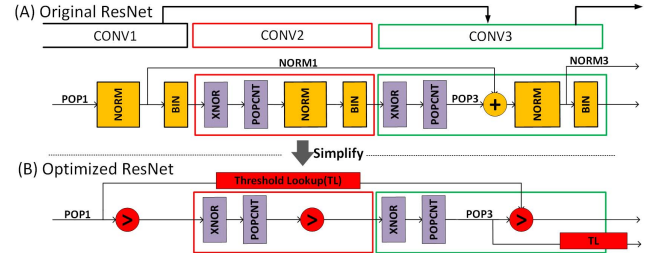 (A) Original ResNet
CONV1 CONV2 CONV3
NORM1 NORM3
POP1 NORM BIN XNOR POPCNT NORM BIN XNOR POPCNT POP3 + NORM BIN
Simplify
(B) Optimized ResNet
Threshold Lookup(TL)
POP1 > XNOR POPCNT > XNOR POPCNT POP3 >
TL